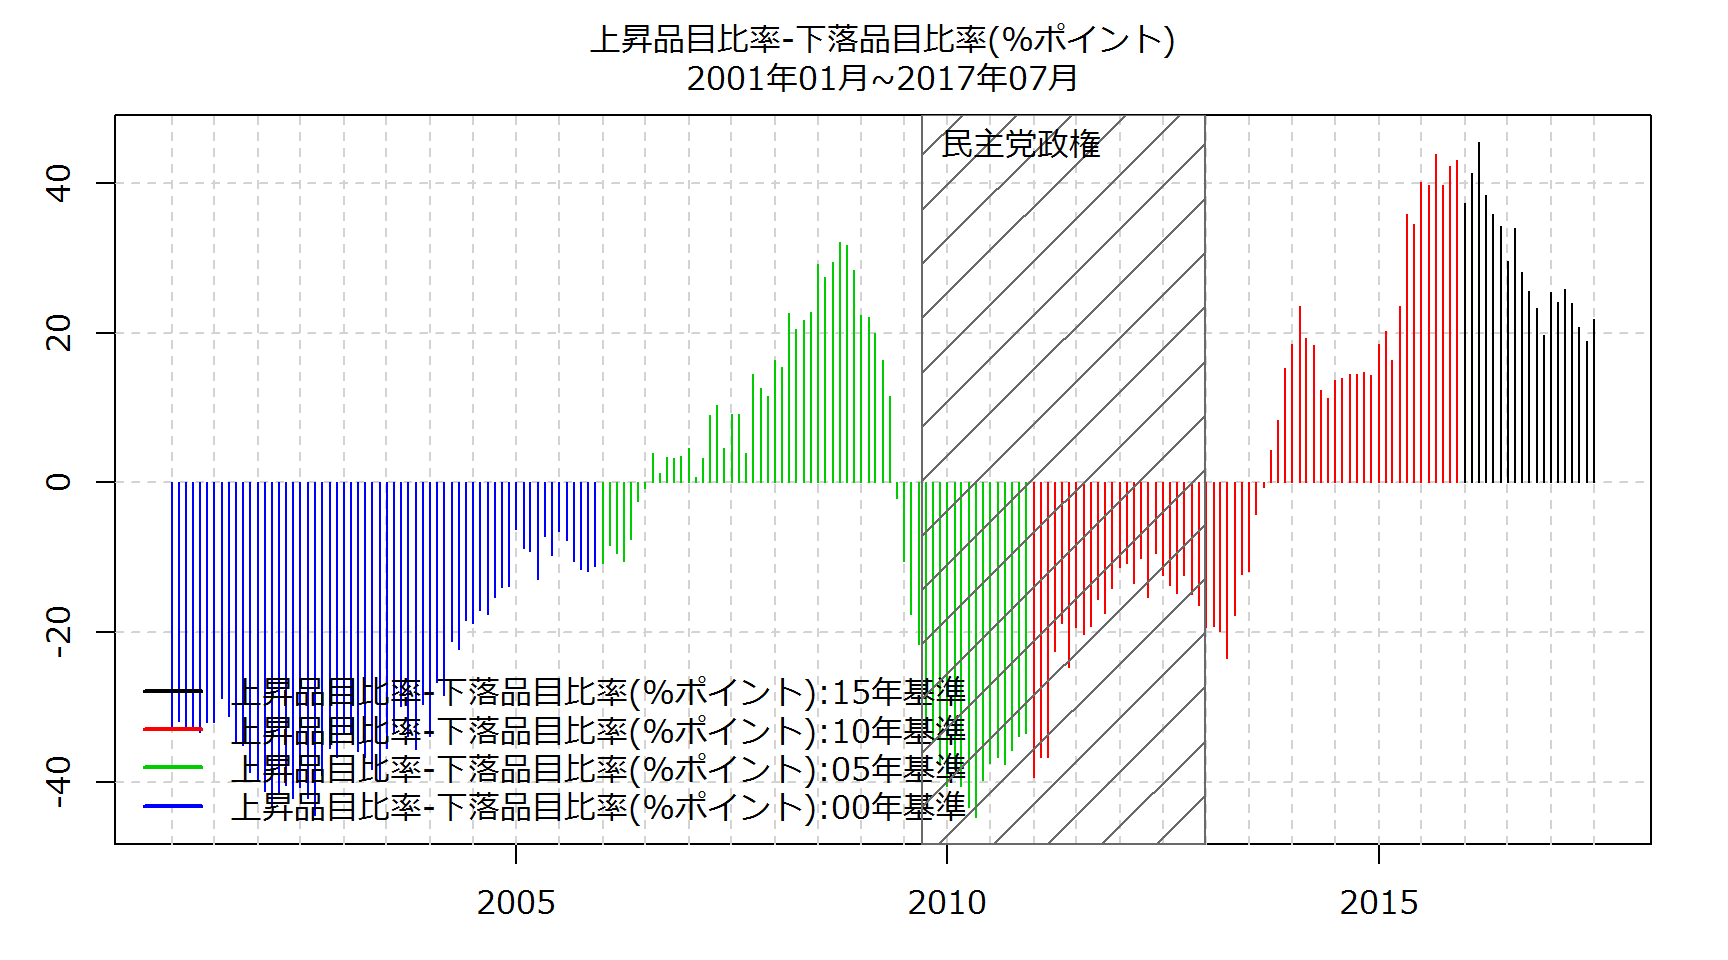 上昇品目比率-下落品目比率(%ポイント)
2001年01月~2017年07月
民主党政権
40
20
0
-20
-40
上昇品目比率-下落品目比率(%ポイント):15年基準
上昇品目比率-下落品目比率(%ポイント):10年基準
上昇品目比率-下落品目比率(%ポイント):05年基準
上昇品目比率-下落品目比率(%ポイント):00年基準
2005
2010
2015